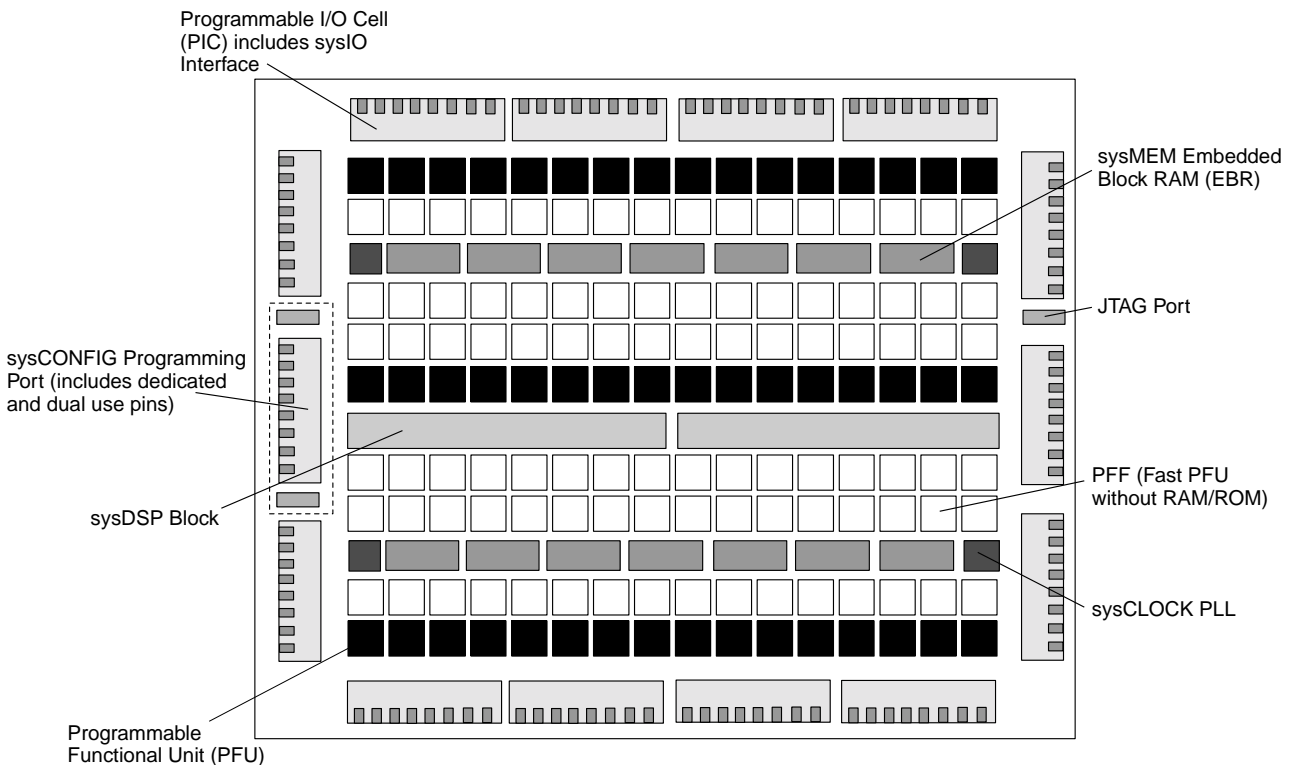 Programmable I/O Cell
(PIC) includes sysIO
Interface
sysMEM Embedded
Block RAM (EBR)
JTAG Port
sysCONFIG Programming
Port (includes dedicated
and dual use pins)
PFF (Fast PFU
without RAM/ROM)
sysDSP Block
sysCLOCK PLL
Programmable
Functional Unit (PFU)